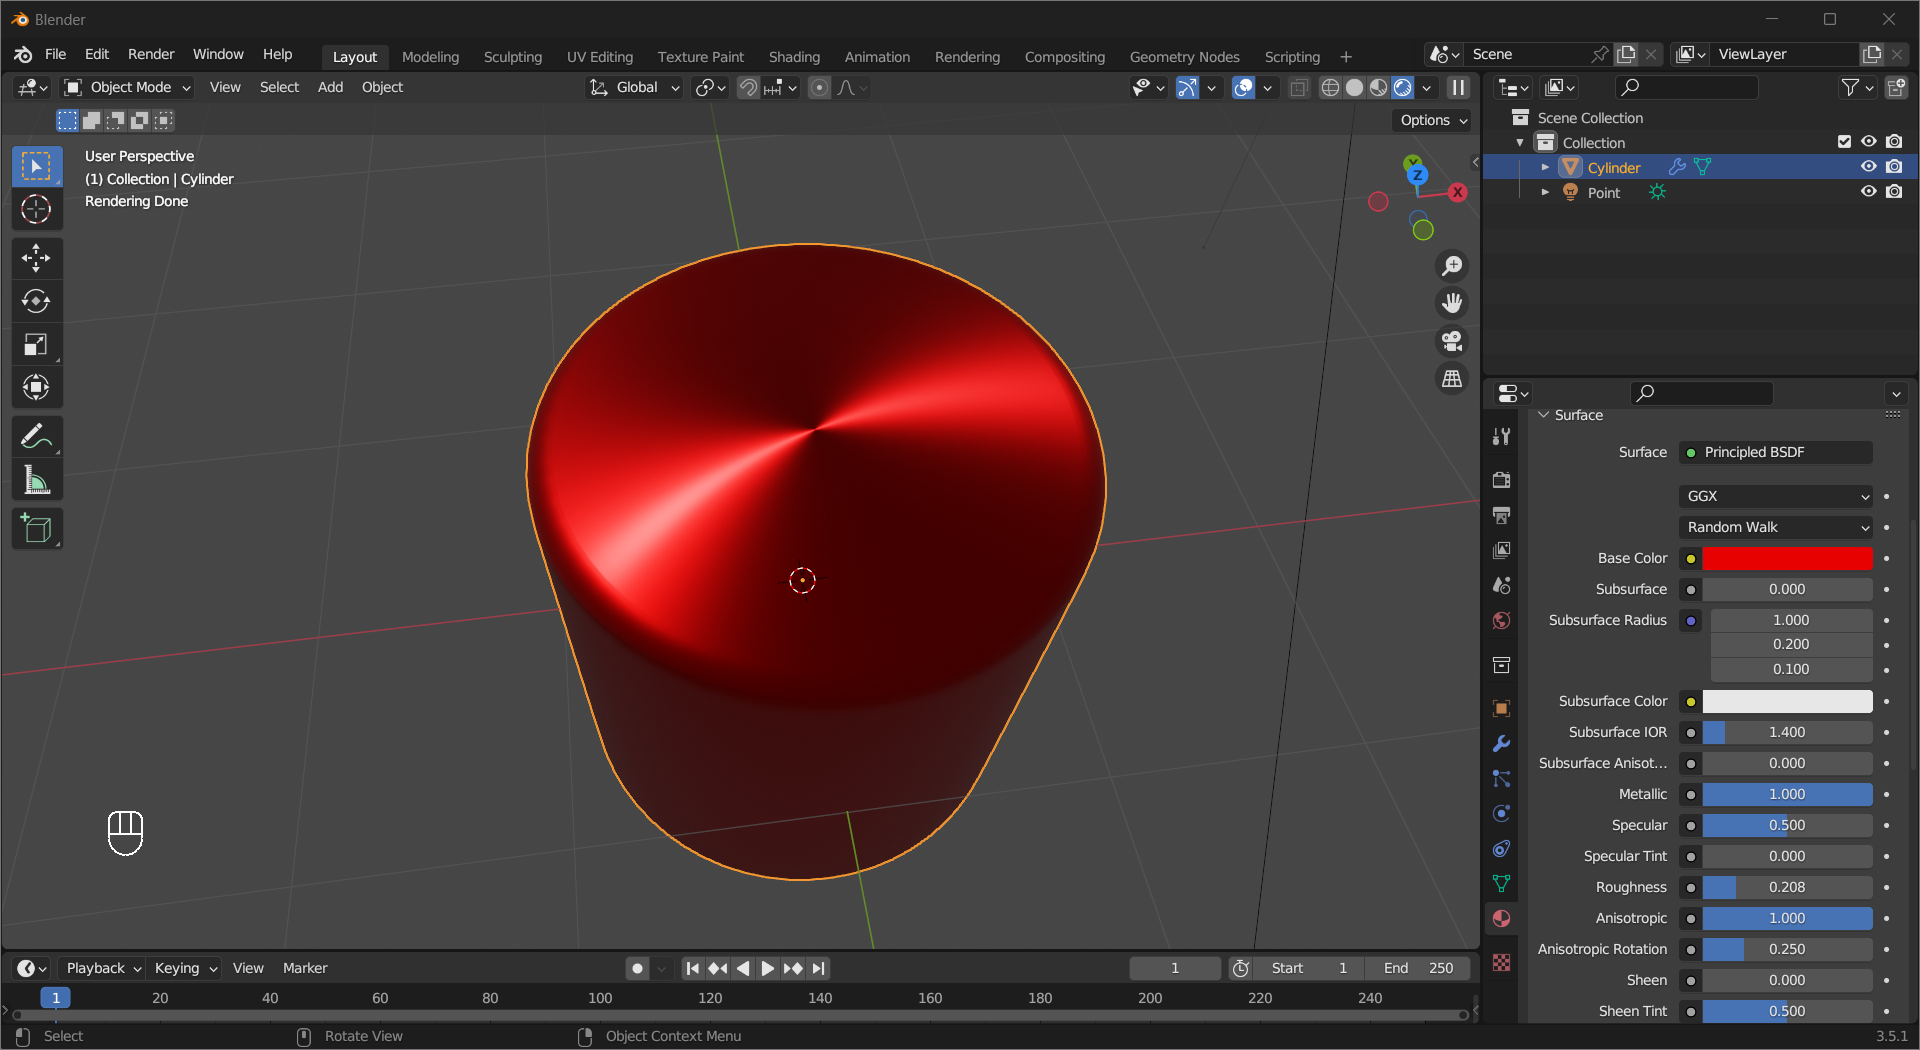 Blender
File Edit Render Window Help Layout Modeling Sculpting UV Editing Texture Paint Shading Animation Rendering Compositing Geometry Nodes Scripting + Scene ViewLayer
Object Mode View Select Add Object Global
Options
User Perspective
(1) Collection | Cylinder
Rendering Done
Y
Z
X
Scene Collection
Collection
Cylinder
Point
Surface
Surface Principled BSDF
GGX
Random Walk
Base Color
Subsurface 0.000
Subsurface Radius 1.000
0.200
0.100
Subsurface Color
Subsurface IOR 1.400
Subsurface Anisot... 0.000
Metallic 1.000
Specular 0.500
Specular Tint 0.000
Roughness 0.208
Anisotropic 1.000
Anisotropic Rotation 0.250
Sheen 0.000
Sheen Tint 0.500
Playback Keying View Marker 1 Start 1 End 250
1 20 40 60 80 100 120 140 160 180 200 220 240
Select Rotate View Object Context Menu 3.5.1